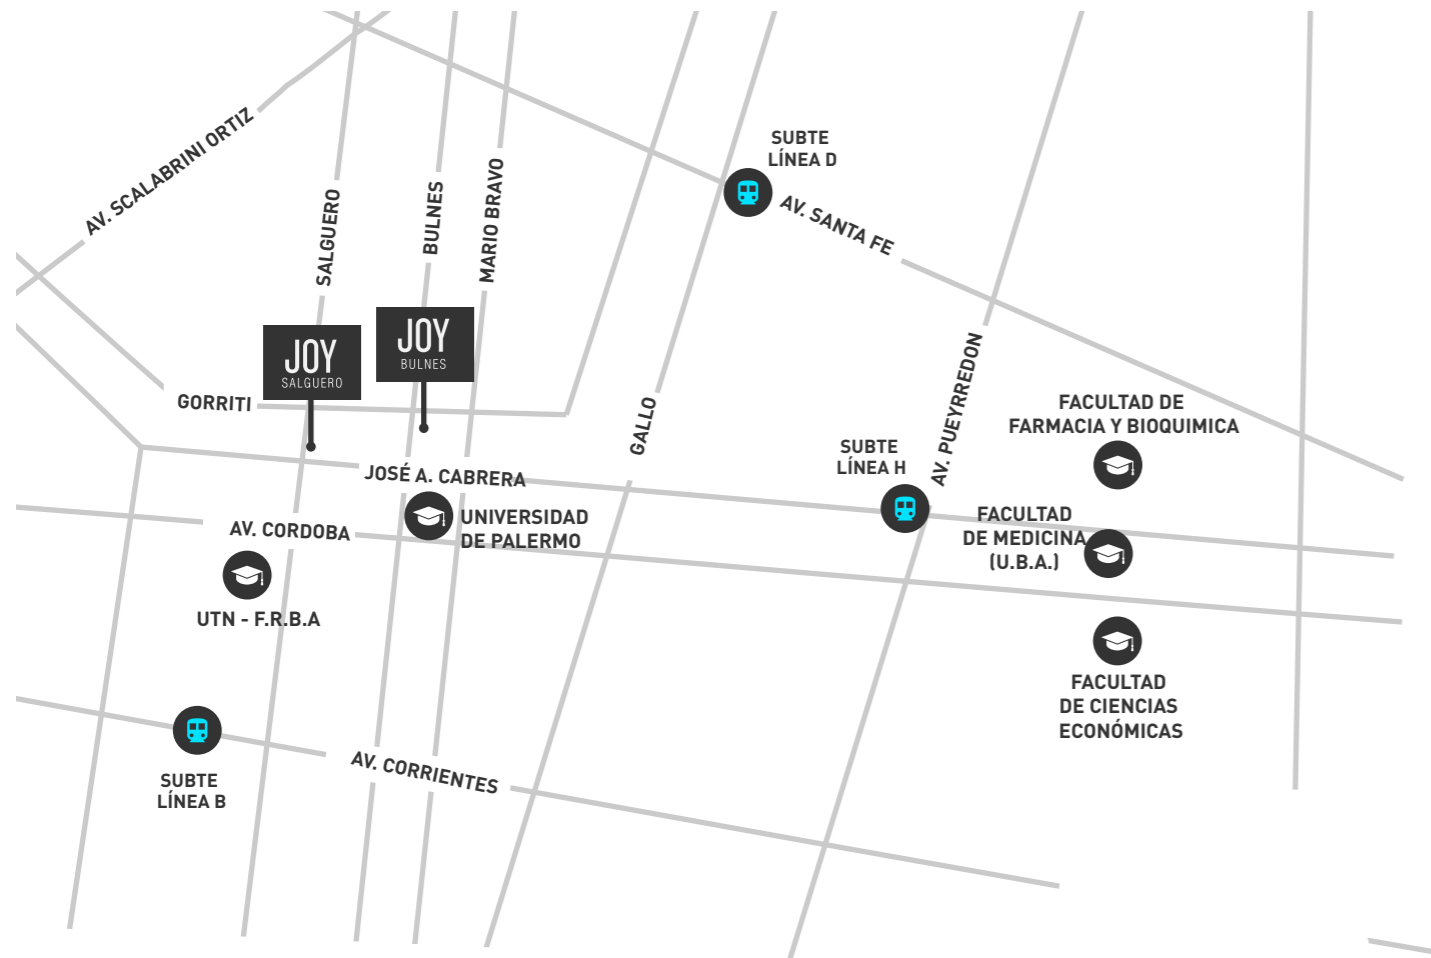 SUBTE
LÍNEA D
AV. SCALABRINI ORTIZ
SALGUERO
BULNES
MARIO BRAVO
AV. SANTA FE
JOY
BULNES
JOY
SALGUERO
GORRITI
GALLO
AV. PUEYRREDON
FACULTAD DE
FARMACIA Y BIOQUIMICA
SUBTE
LÍNEA H
JOSÉ A. CABRERA
AV. CORDOBA
UNIVERSIDAD
DE PALERMO
FACULTAD
DE MEDICINA
(U.B.A.)
UTN - F.R.B.A
FACULTAD
DE CIENCIAS
ECONÓMICAS
AV. CORRIENTES
SUBTE
LÍNEA B